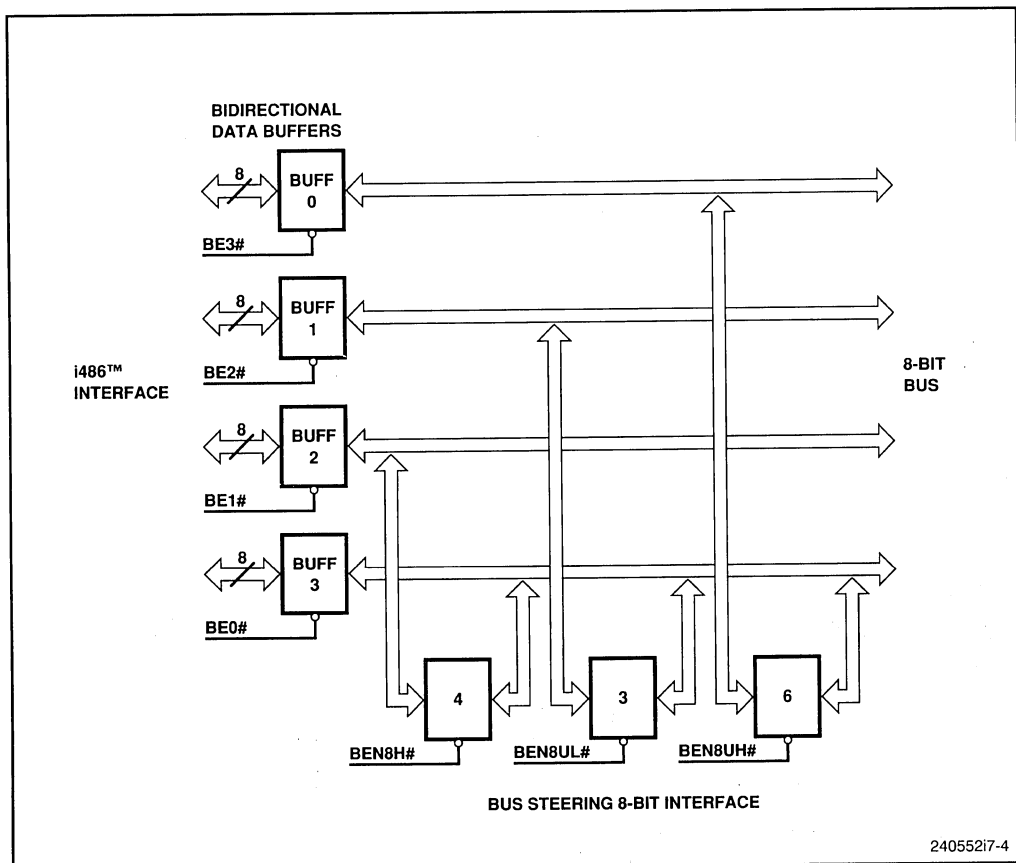 BIDIRECTIONAL
DATA BUFFERS
8
BUFF
0
BE3#
8
BUFF
1
BE2#
i486™
INTERFACE
8-BIT
BUS
8
BUFF
2
BE1#
8
BUFF
3
BE0#
4
3
6
BEN8H#
BEN8UL#
BEN8UH#
BUS STEERING 8-BIT INTERFACE
240552i7-4